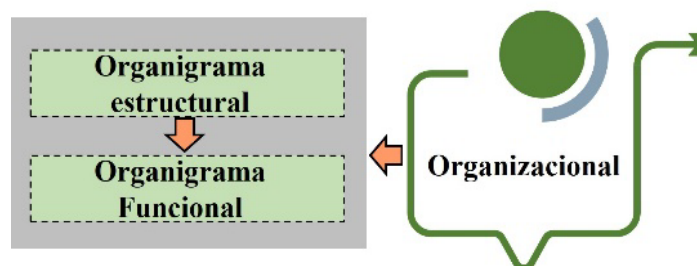 Organigrama
estructural
Organigrama
Funcional
Organizacional